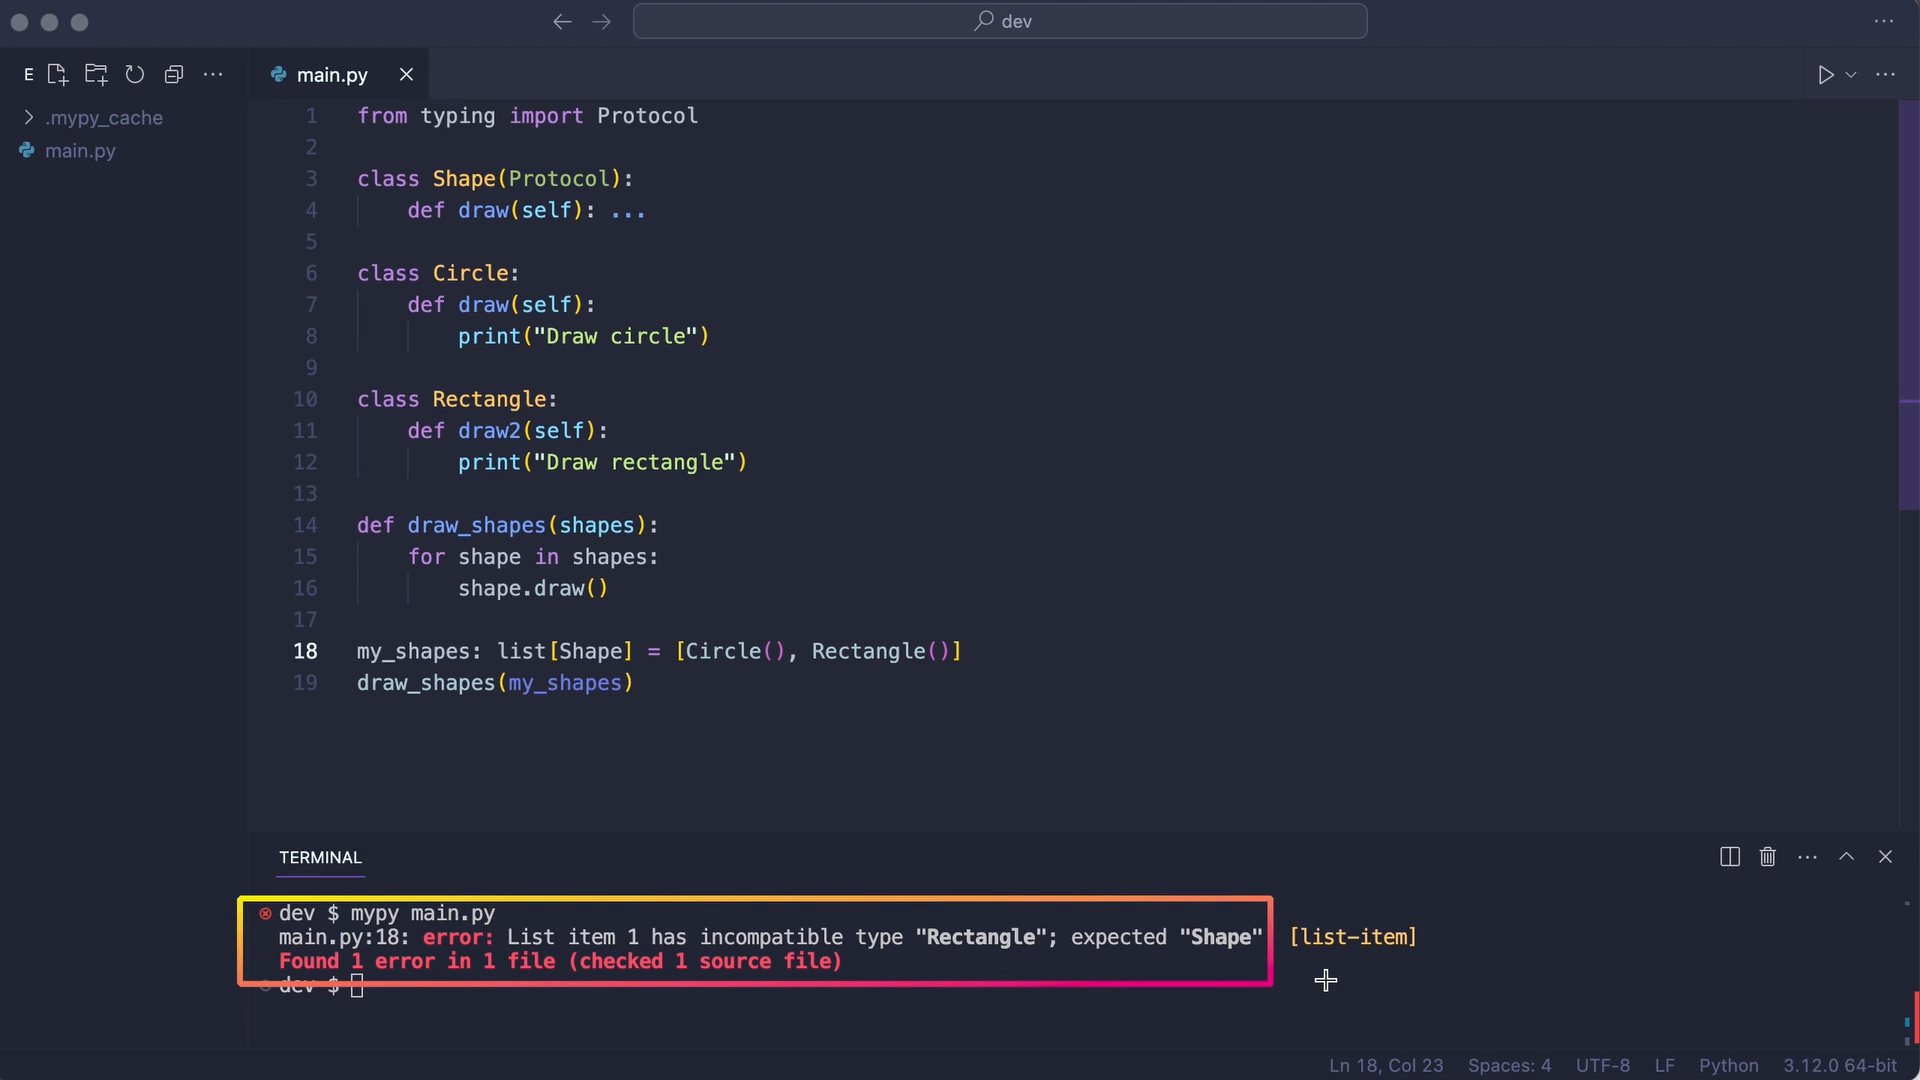 dev
E
main.py
.mypy_cache
main.py
1 from typing import Protocol
2
3 class Shape(Protocol):
4     def draw(self): ...
5
6 class Circle:
7     def draw(self):
8         print("Draw circle")
9
10 class Rectangle:
11     def draw2(self):
12         print("Draw rectangle")
13
14 def draw_shapes(shapes):
15     for shape in shapes:
16         shape.draw()
17
18 my_shapes: list[Shape] = [Circle(), Rectangle()]
19 draw_shapes(my_shapes)
TERMINAL
dev $ mypy main.py
main.py:18: error: List item 1 has incompatible type "Rectangle"; expected "Shape"  [list-item]
Found 1 error in 1 file (checked 1 source file)
dev $
Ln 18, Col 23 Spaces: 4 UTF-8 LF Python 3.12.0 64-bit